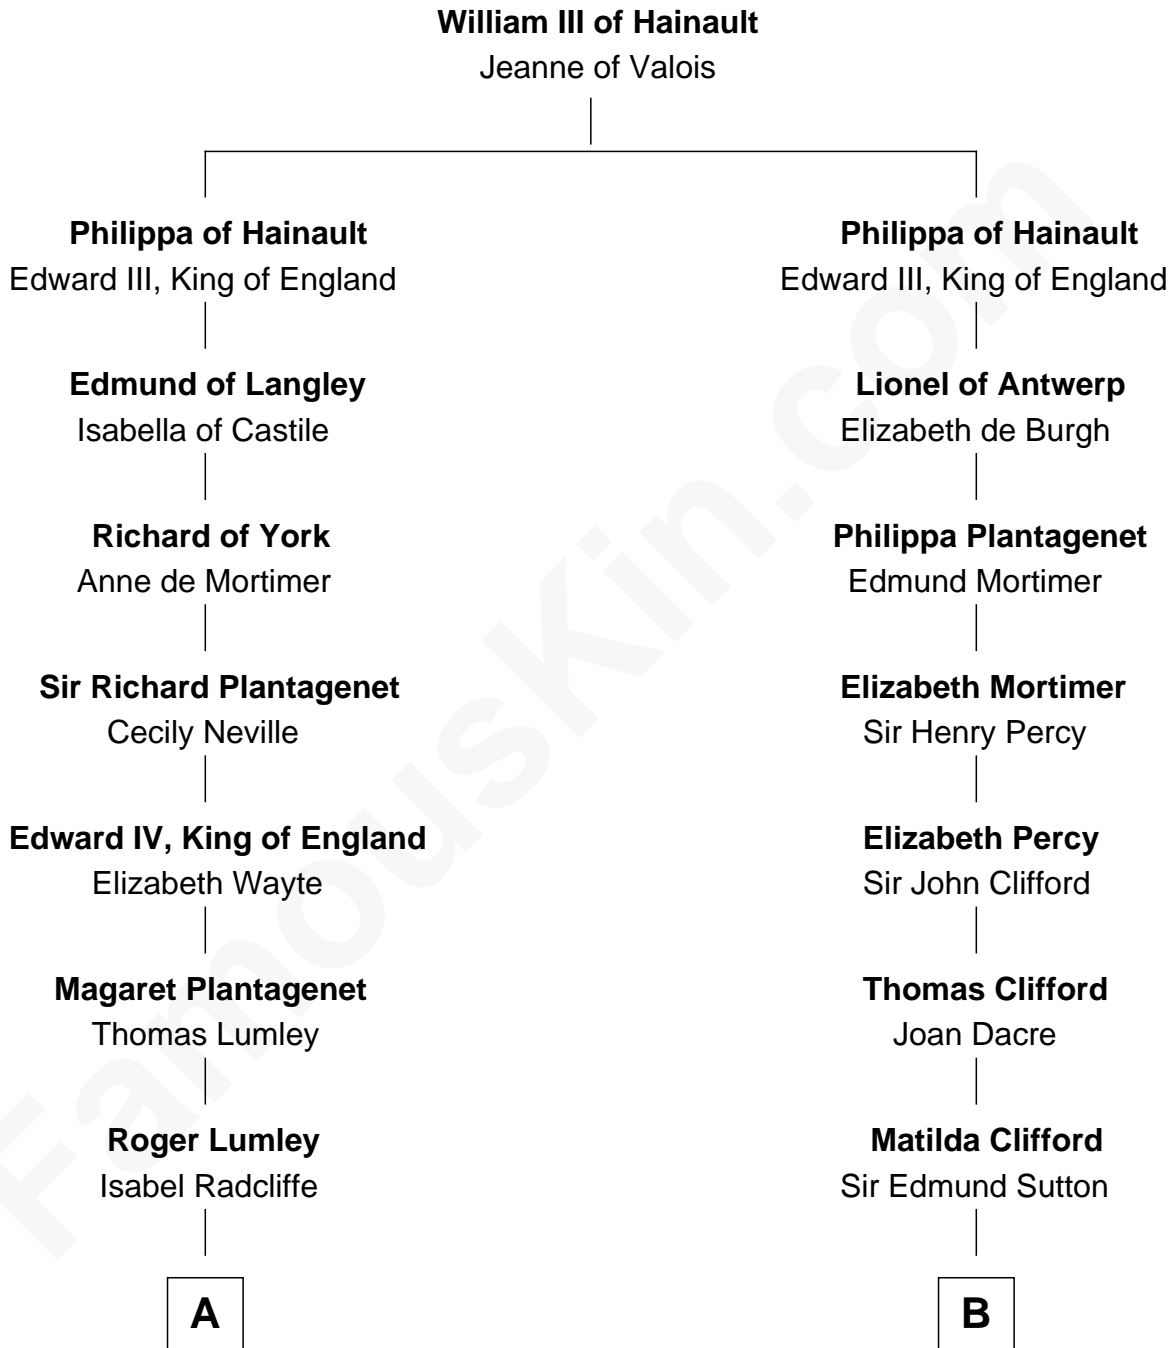 William III of Hainault
Jeanne of Valois
Philippa of Hainault
Edward III, King of England
Edmund of Langley
Isabella of Castile
Richard of York
Anne de Mortimer
Sir Richard Plantagenet
Cecily Neville
Edward IV, King of England
Elizabeth Wayte
Magaret Plantagenet
Thomas Lumley
Roger Lumley
Isabel Radcliffe
A
Philippa of Hainault
Edward III, King of England
Lionel of Antwerp
Elizabeth de Burgh
Philippa Plantagenet
Edmund Mortimer
Elizabeth Mortimer
Sir Henry Percy
Elizabeth Percy
Sir John Clifford
Thomas Clifford
Joan Dacre
Matilda Clifford
Sir Edmund Sutton
B
FamousKin.com